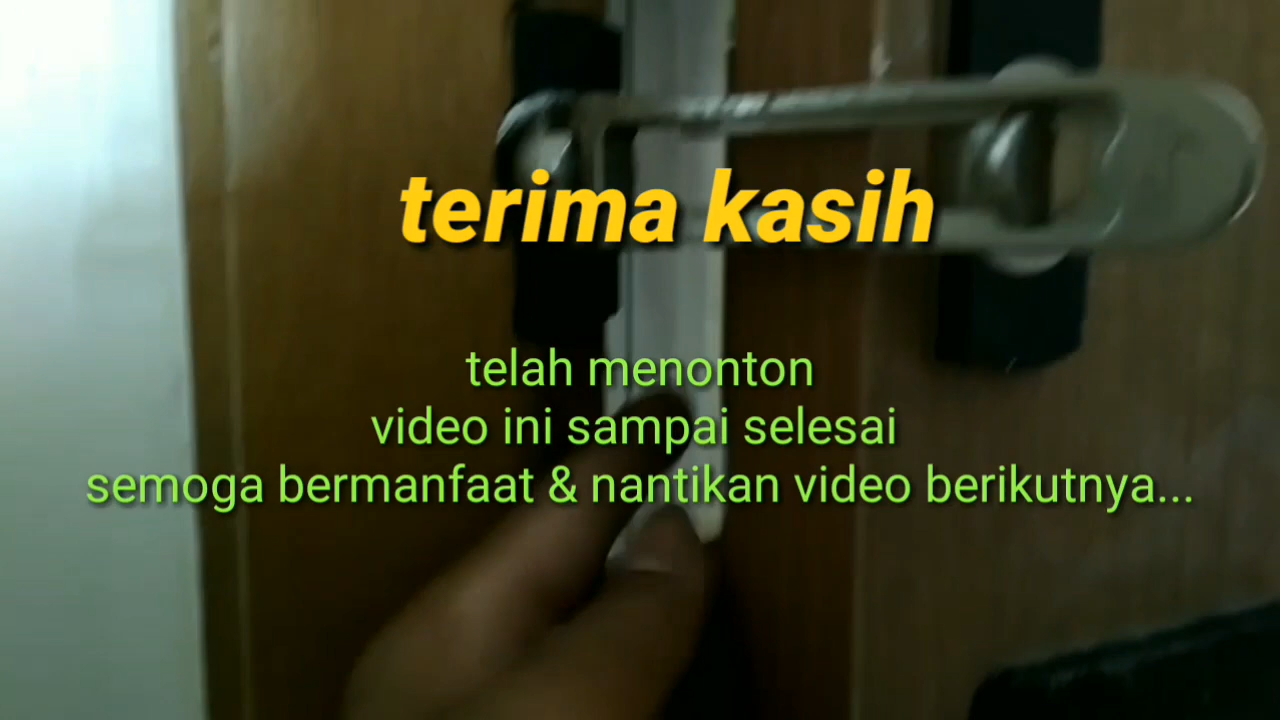 terima kasih
telah menonton
video ini sampai selesai
semoga bermanfaat & nantikan video berikutnya...